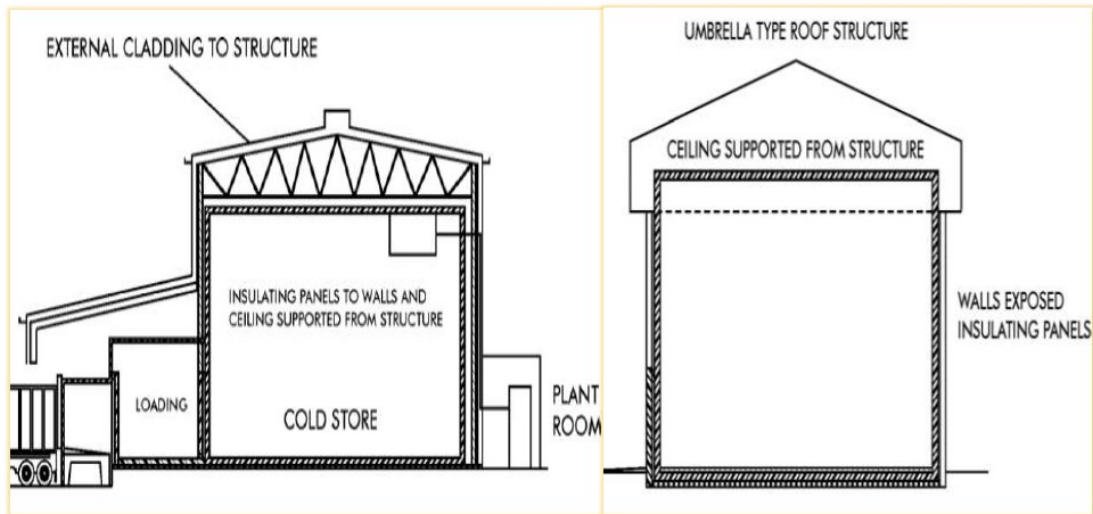 EXTERNAL CLADDING TO STRUCTURE
INSULATING PANELS TO WALLS AND
CEILING SUPPORTED FROM STRUCTURE
LOADING
COLD STORE
PLANT
ROOM
UMBRELLA TYPE ROOF STRUCTURE
CEILING SUPPORTED FROM STRUCTURE
WALLS EXPOSED
INSULATING PANELS